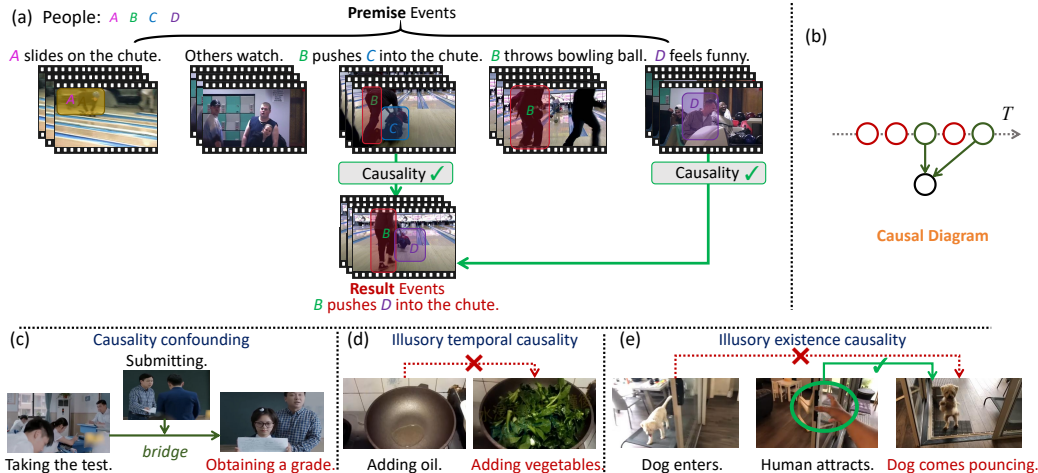 (a) People: A B C D
Premise Events
A slides on the chute.
Others watch.
B pushes C into the chute.
B throws bowling ball.
D feels funny.
A
B
C
B
D
Causality ✓
Causality ✓
B
D
Result Events
B pushes D into the chute.
(b)
T
Causal Diagram
(c)
Causality confounding
Submitting.
bridge
Taking the test.
Obtaining a grade.
(d)
Illusory temporal causality
Adding oil.
Adding vegetables.
(e)
Illusory existence causality
Dog enters.
Human attracts.
Dog comes pouncing.